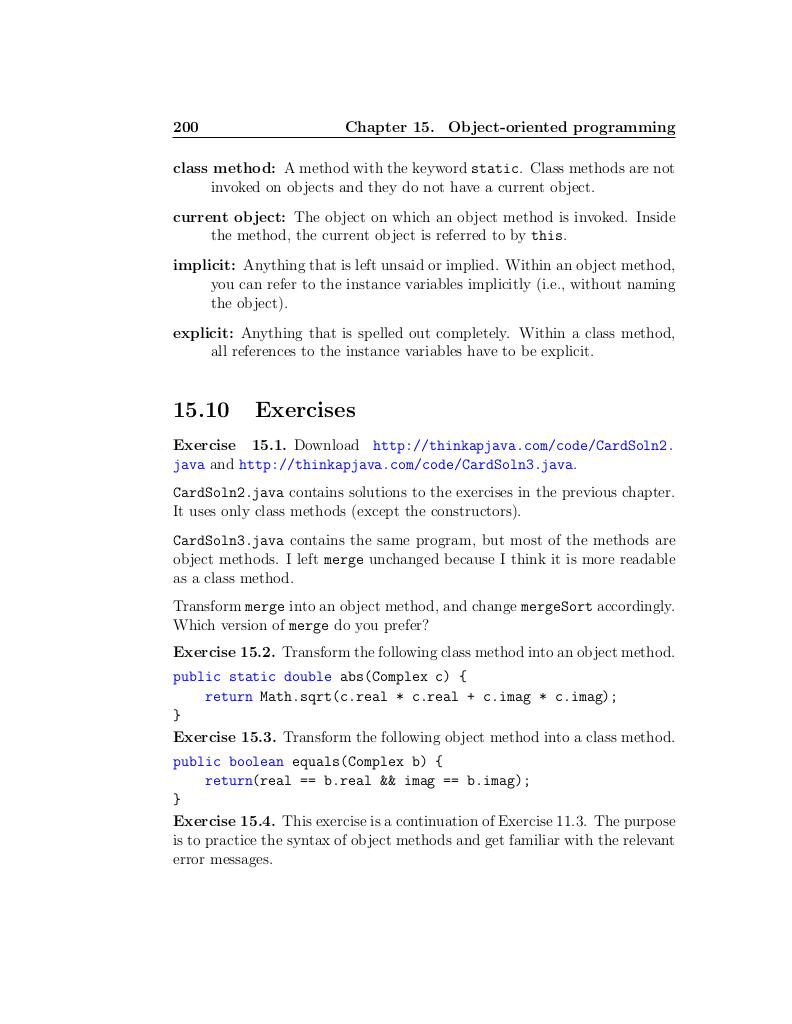 200 Chapter 15. Object-oriented programming
class method: A method with the keyword static. Class methods are not
invoked on objects and they do not have a current object.
current object: The object on which an object method is invoked. Inside
the method, the current object is referred to by this.
implicit: Anything that is left unsaid or implied. Within an object method,
you can refer to the instance variables implicitly (i.e., without naming
the object).
explicit: Anything that is spelled out completely. Within a class method,
all references to the instance variables have to be explicit.
15.10 Exercises
Exercise 15.1. Download http://thinkapjava.com/code/CardSoln2.
java and http://thinkapjava.com/code/CardSoln3.java.
CardSoln2.java contains solutions to the exercises in the previous chapter.
It uses only class methods (except the constructors).
CardSoln3.java contains the same program, but most of the methods are
object methods. I left merge unchanged because I think it is more readable
as a class method.
Transform merge into an object method, and change mergeSort accordingly.
Which version of merge do you prefer?
Exercise 15.2. Transform the following class method into an object method.
public static double abs(Complex c) {
    return Math.sqrt(c.real * c.real + c.imag * c.imag);
}
Exercise 15.3. Transform the following object method into a class method.
public boolean equals(Complex b) {
    return(real == b.real && imag == b.imag);
}
Exercise 15.4. This exercise is a continuation of Exercise 11.3. The purpose
is to practice the syntax of object methods and get familiar with the relevant
error messages.